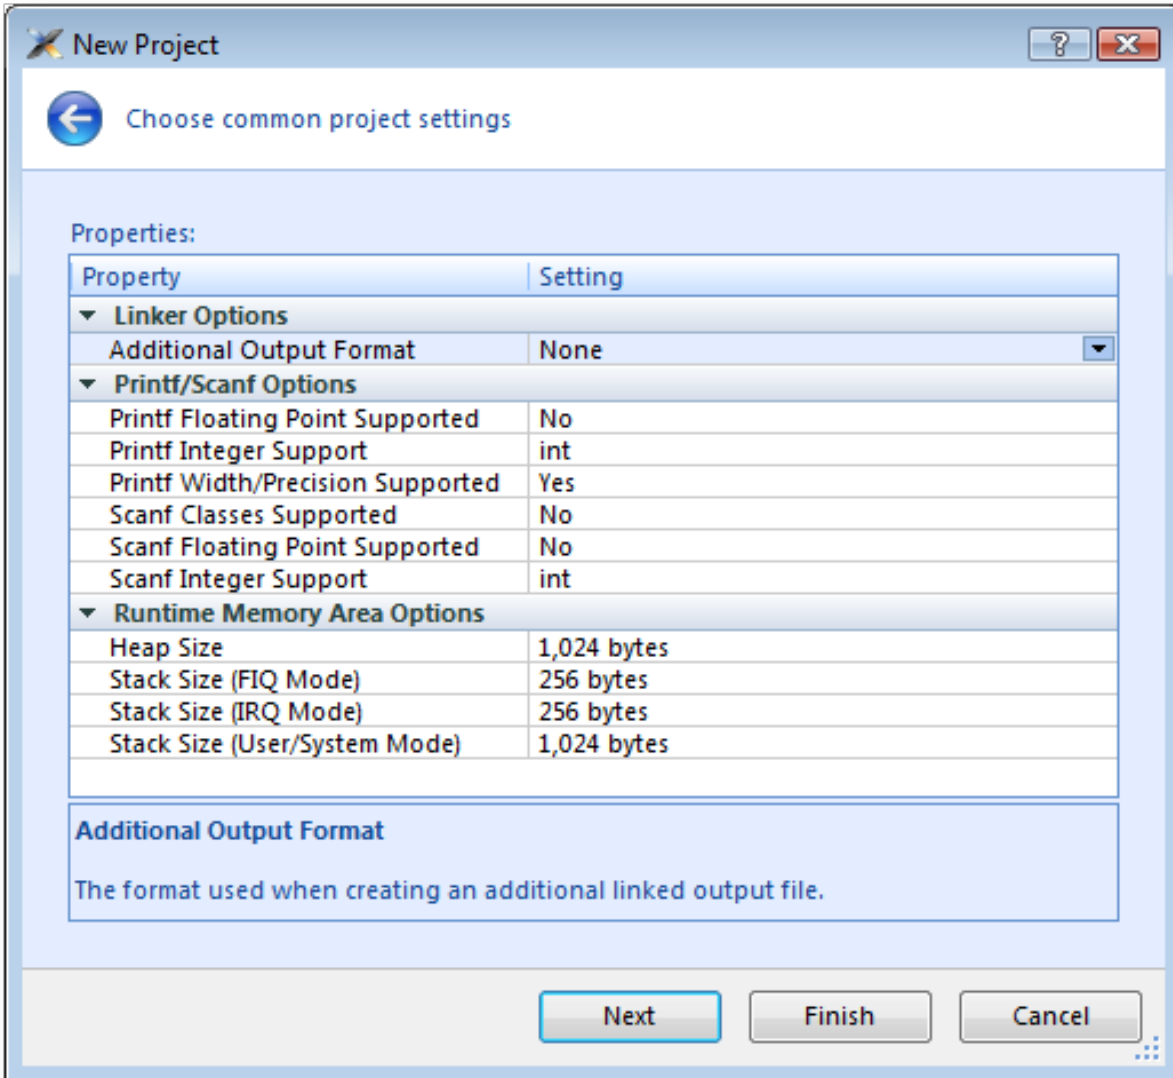 New Project
?
Choose common project settings
Properties:
Property Setting
Linker Options
Additional Output Format None
Printf/Scanf Options
Printf Floating Point Supported No
Printf Integer Support int
Printf Width/Precision Supported Yes
Scanf Classes Supported No
Scanf Floating Point Supported No
Scanf Integer Support int
Runtime Memory Area Options
Heap Size 1,024 bytes
Stack Size (FIQ Mode) 256 bytes
Stack Size (IRQ Mode) 256 bytes
Stack Size (User/System Mode) 1,024 bytes
Additional Output Format
The format used when creating an additional linked output file.
Next Finish Cancel